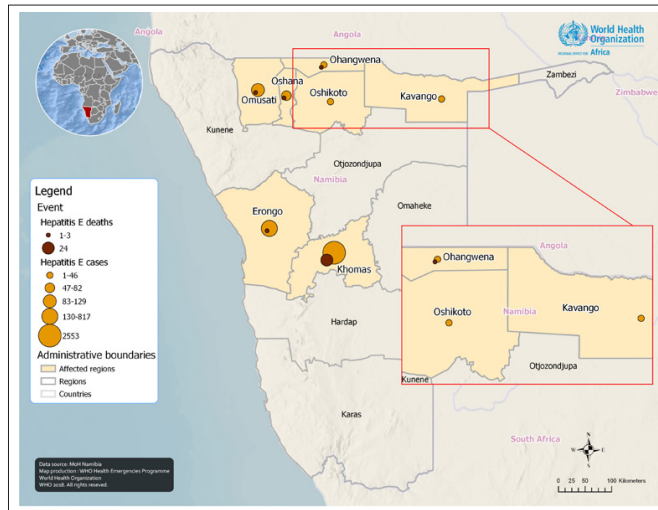 Angola
Angola
World Health
Organization
REGIONAL OFFICE FOR Africa
Ohangwena
Oshana
Omusati
Oshikoto
Kavango
Zambezi
Zimbabwe
Kunene
Otjozondjupa
Namibia
Omaheke
Erongo
Khomas
Hardap
Karas
South Africa
Legend
Event
Hepatitis E deaths
1-3
24
Hepatitis E cases
1-46
47-82
83-129
130-817
2553
Administrative boundaries
Affected regions
Regions
Countries
Ohangwena
Angola
Oshikoto
Namibia
Kavango
Otjozondjupa
Kunene
Data source: MoH Namibia
Map production : WHO Health Emergencies Programme
World Health Organization
WHO 2018. All rights reseved.
N
W E
S
0 25 50 100 Kilometers